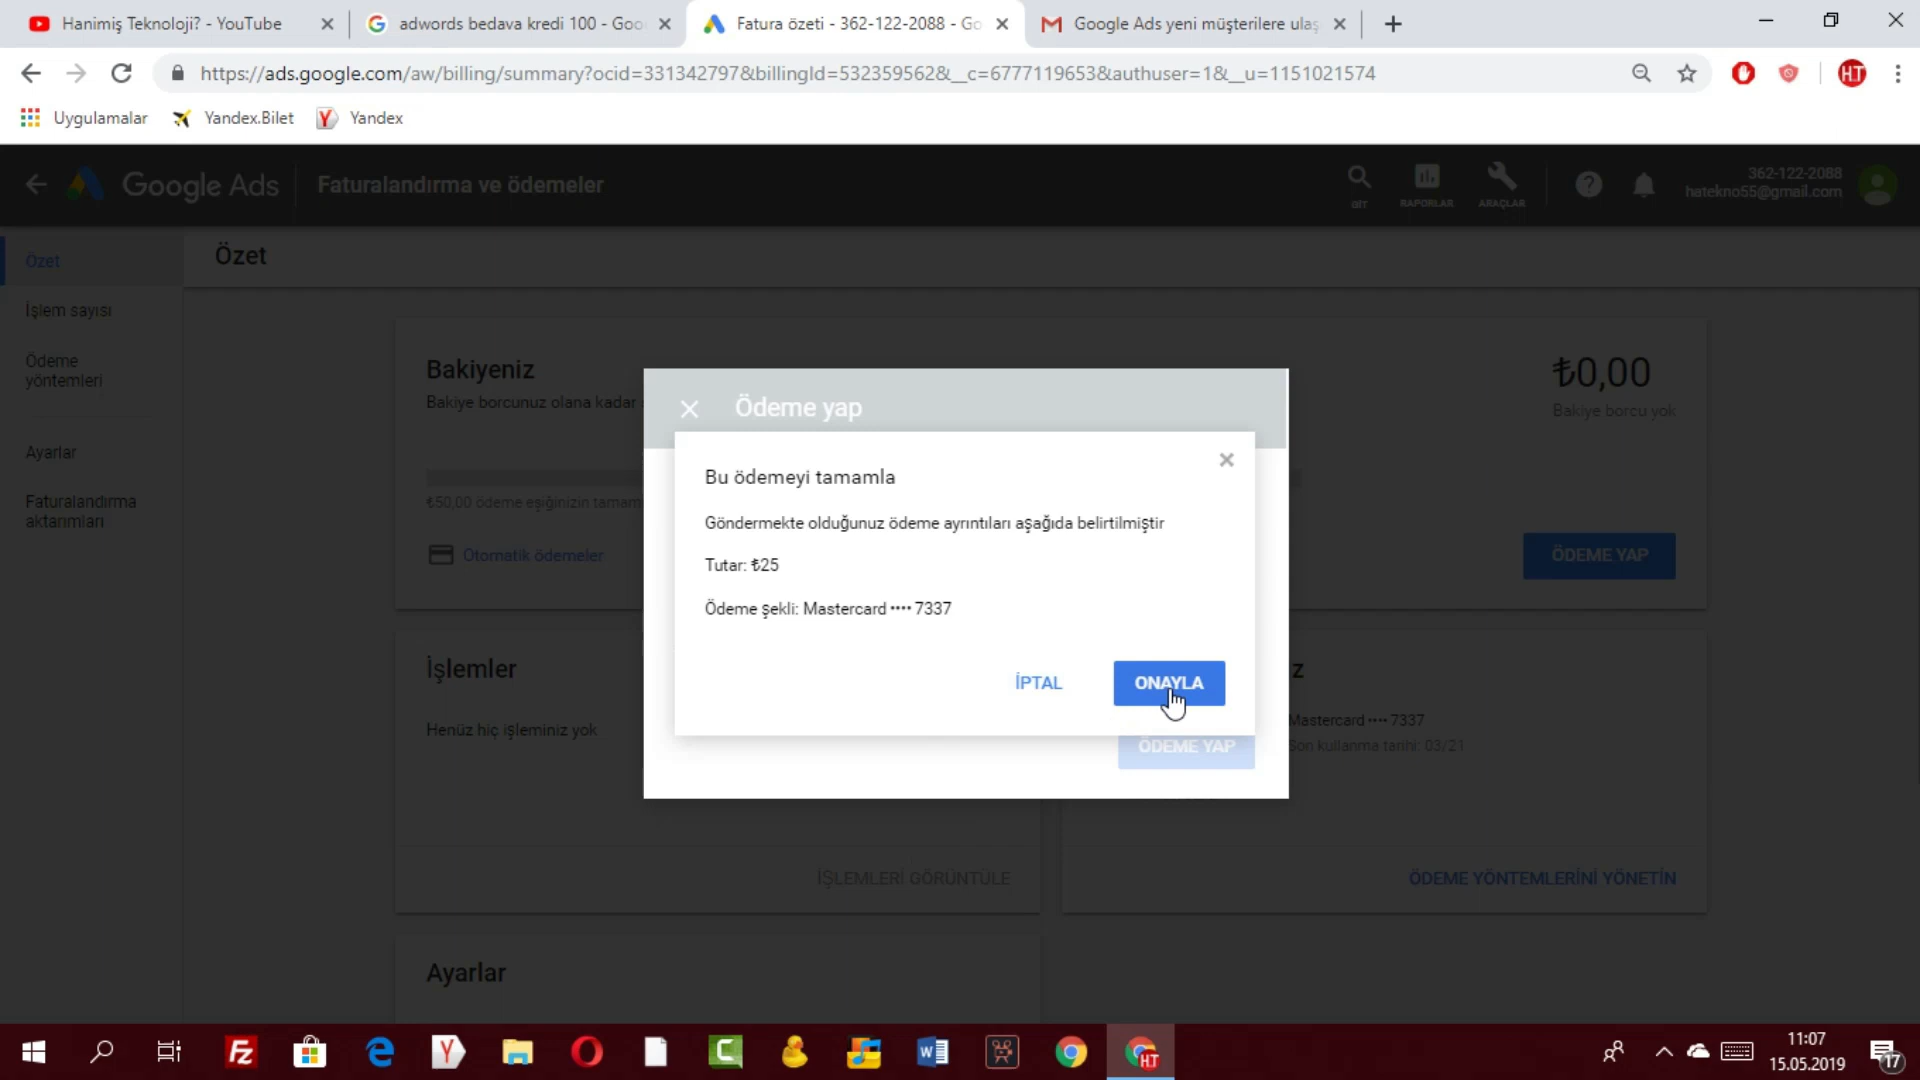 Hanimiş Teknoloji? - YouTube
adwords bedava kredi 100 - Goo
Fatura özeti - 362-122-2088 - Go
Google Ads yeni müşterilere ulaş
https://ads.google.com/aw/billing/summary?ocid=331342797&billingId=532359562&__c=6777119653&authuser=1&__u=1151021574
Uygulamalar
Yandex.Bilet
Yandex
Google Ads
Faturalandırma ve ödemeler
GİT
RAPORLAR
ARAÇLAR
362-122-2088
hatekno55@gmail.com
Özet
Özet
İşlem sayısı
Ödeme
yöntemleri
Ayarlar
Faturalandırma
aktarımları
Bakiyeniz
Bakiye borcunuz olana kadar
₺0,00
Bakiye borcu yok
₺50,00 ödeme eşiğinizin tamam
Otomatik ödemeler
ÖDEME YAP
Ödeme yap
Bu ödemeyi tamamla
Göndermekte olduğunuz ödeme ayrıntıları aşağıda belirtilmiştir
Tutar: ₺25
Ödeme şekli: Mastercard •••• 7337
İPTAL
ONAYLA
ÖDEME YAP
İşlemler
Henüz hiç işleminiz yok
İŞLEMLERİ GÖRÜNTÜLE
z
Mastercard •••• 7337
Son kullanma tarihi: 03/21
ÖDEME YÖNTEMLERİNİ YÖNETİN
Ayarlar
11:07
15.05.2019
17